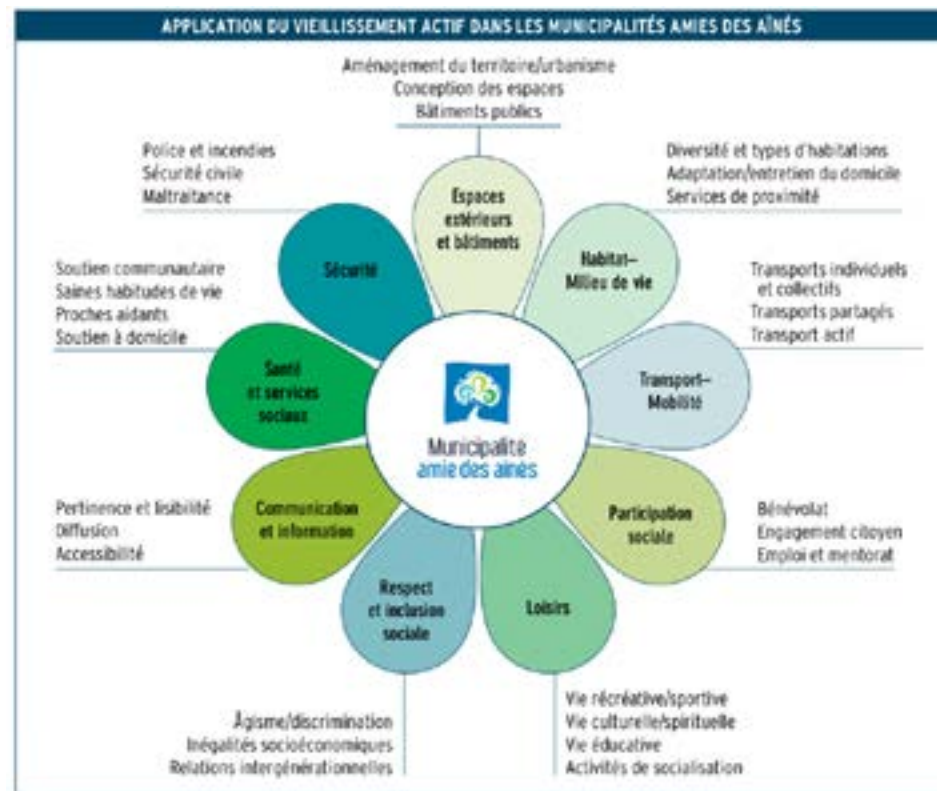 APPLICATION DU VIEILLISSEMENT ACTIF DANS LES MUNICIPALITÉS AMIES DES AÎNÉS
Aménagement du territoire/urbanisme
Conception des espaces
Bâtiments publics
Espaces
extérieurs
et bâtiments
Diversité et types d'habitations
Adaptation/entretien du domicile
Services de proximité
Habitat–
Milieu de vie
Transports individuels
et collectifs
Transports partagés
Transport actif
Transport–
Mobilité
Bénévolat
Engagement citoyen
Emploi et mentorat
Participation
sociale
Vie récréative/sportive
Vie culturelle/spirituelle
Vie éducative
Activités de socialisation
Loisirs
Âgisme/discrimination
Inégalités socioéconomiques
Relations intergénérationnelles
Respect
et inclusion
sociale
Pertinence et lisibilité
Diffusion
Accessibilité
Communication
et information
Soutien communautaire
Saines habitudes de vie
Proches aidants
Soutien à domicile
Santé
et services
sociaux
Police et incendies
Sécurité civile
Maltraitance
Sécurité
Municipalité
amie des aînés